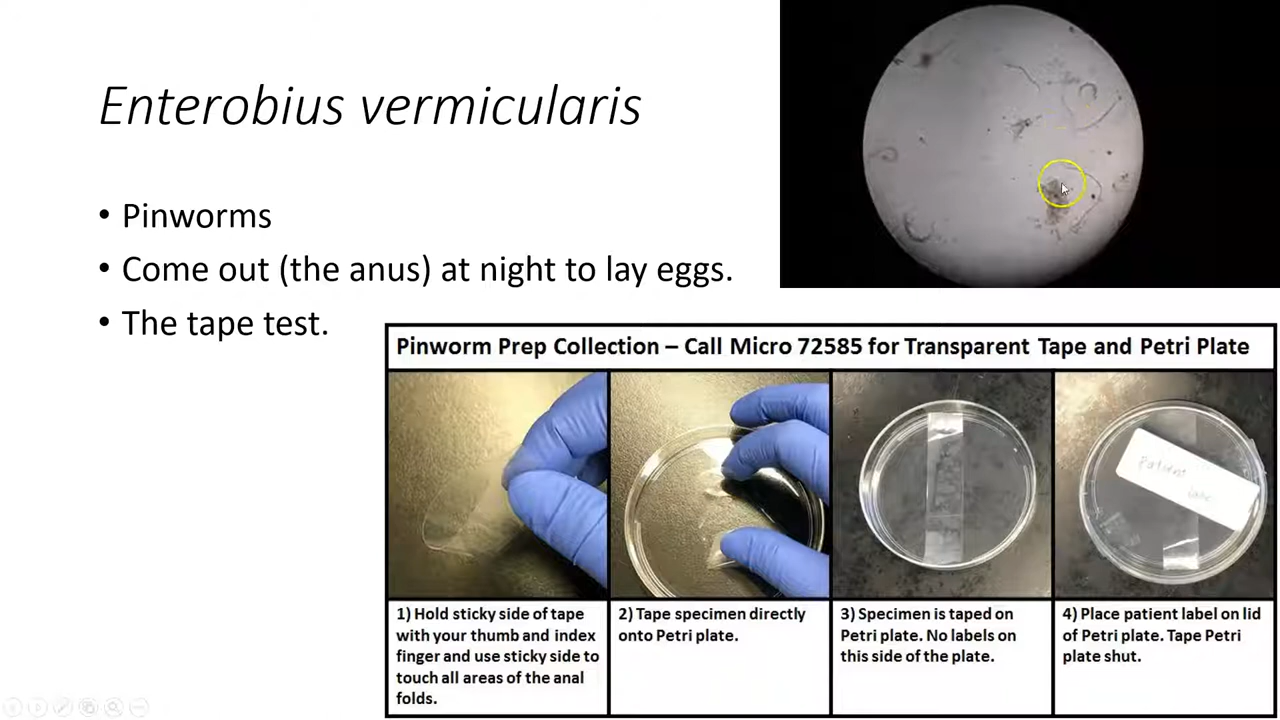 Enterobius vermicularis
• Pinworms
• Come out (the anus) at night to lay eggs.
• The tape test.
Pinworm Prep Collection – Call Micro 72585 for Transparent Tape and Petri Plate
Patient
1) Hold sticky side of tape
with your thumb and index
finger and use sticky side to
touch all areas of the anal
folds.
2) Tape specimen directly
onto Petri plate.
3) Specimen is taped on
Petri plate. No labels on
this side of the plate.
4) Place patient label on lid
of Petri plate. Tape Petri
plate shut.